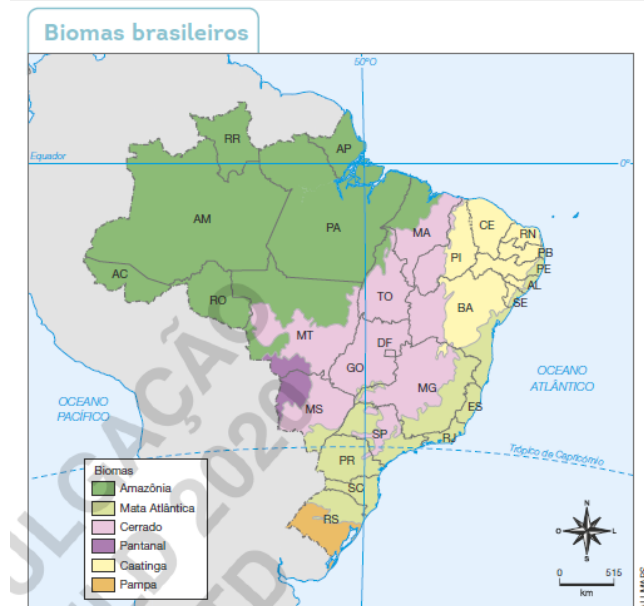 Biomas brasileiros
50°O
Equador
0°
RR
AP
AM
PA
MA
CE
RN
PB
PE
AL
SE
PI
AC
RO
TO
BA
MT
DF
GO
MG
MS
ES
SP
RJ
PR
SC
RS
OCEANO
PACÍFICO
OCEANO
ATLÂNTICO
Trópico de Capricórnio
Biomas
Amazônia
Mata Atlântica
Cerrado
Pantanal
Caatinga
Pampa
N
O
L
S
0 515
km
ULGAÇÃO